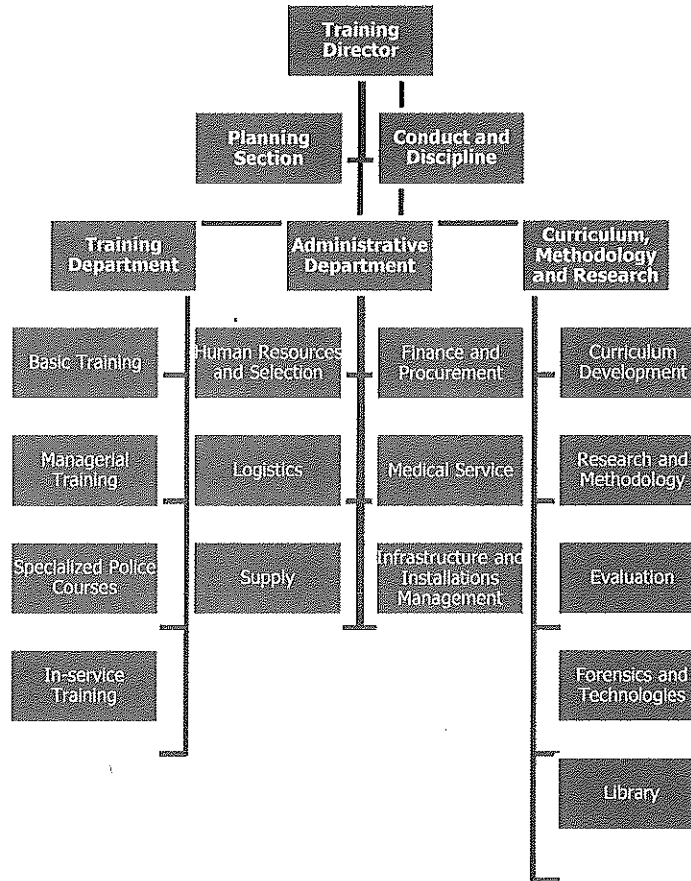 Training
Director
Planning
Section
Conduct and
Discipline
Training
Department
Administrative
Department
Curriculum,
Methodology
and Research
Basic Training
Human Resources
and Selection
Finance and
Procurement
Curriculum
Development
Managerial
Training
Logistics
Medical Service
Research and
Methodology
Specialized Police
Courses
Supply
Infrastructure and
Installations
Management
Evaluation
In-service
Training
Forensics and
Technologies
Library